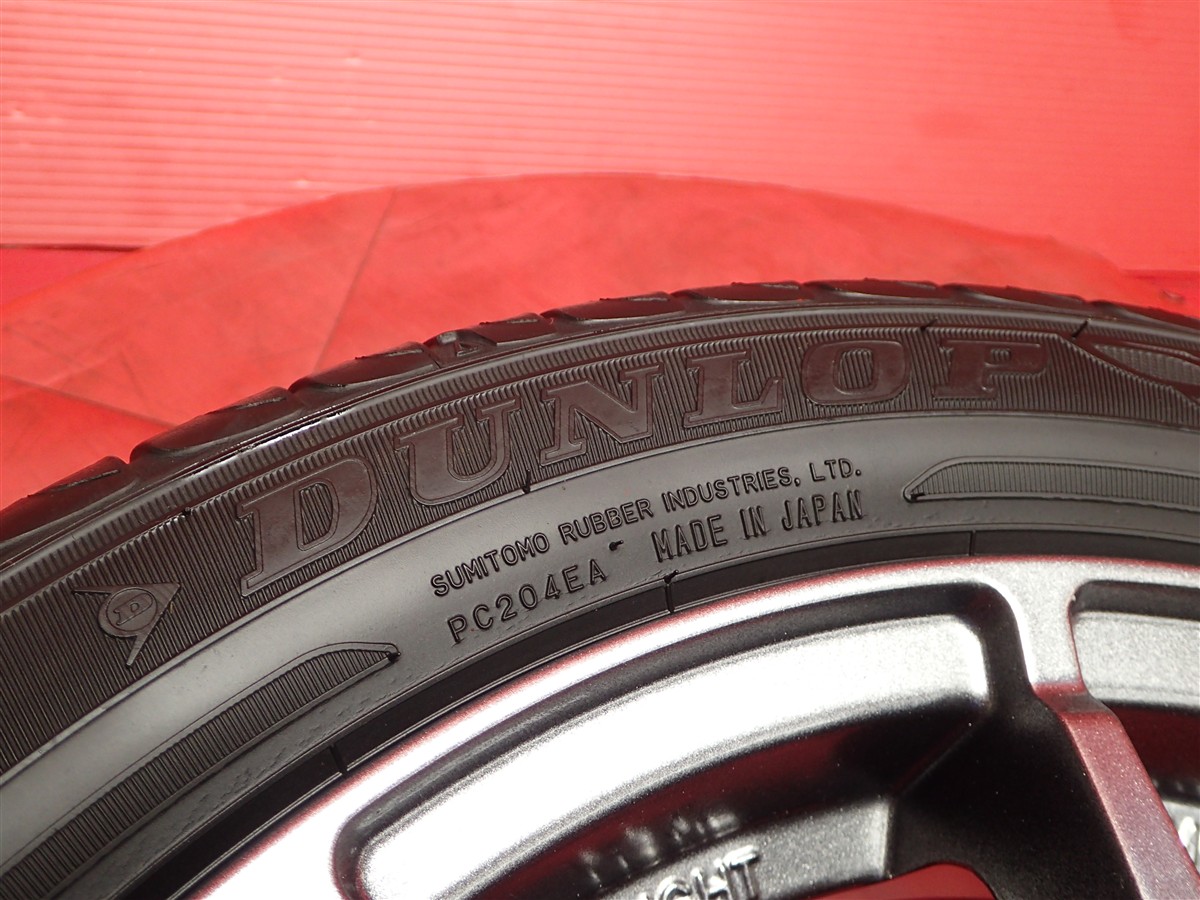 DUNLOP
D
SUMITOMO RUBBER INDUSTRIES, LTD.
PC204EA MADE IN JAPAN